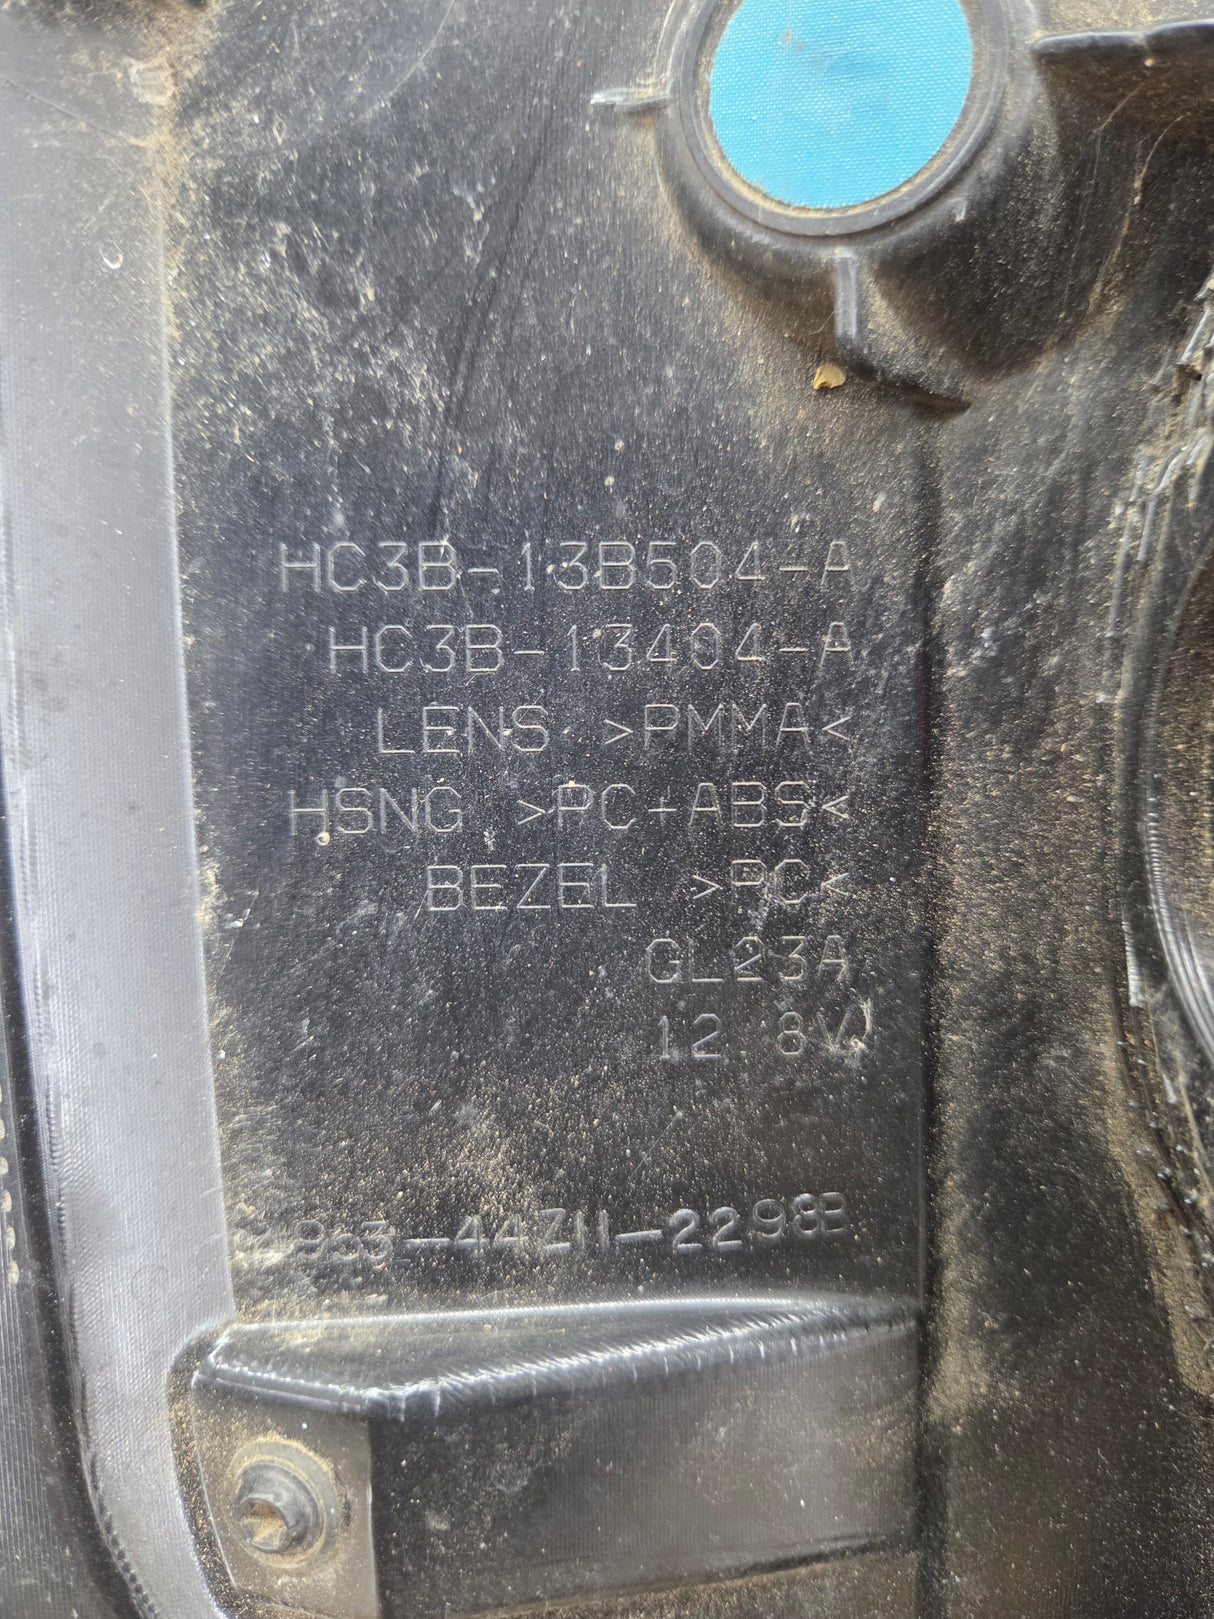 HC3B-13B504-A
HC3B-13404-A
LENS >PMMA<
HSNG >PC+ABS<
BEZEL >PC<
GL23A
12.8V